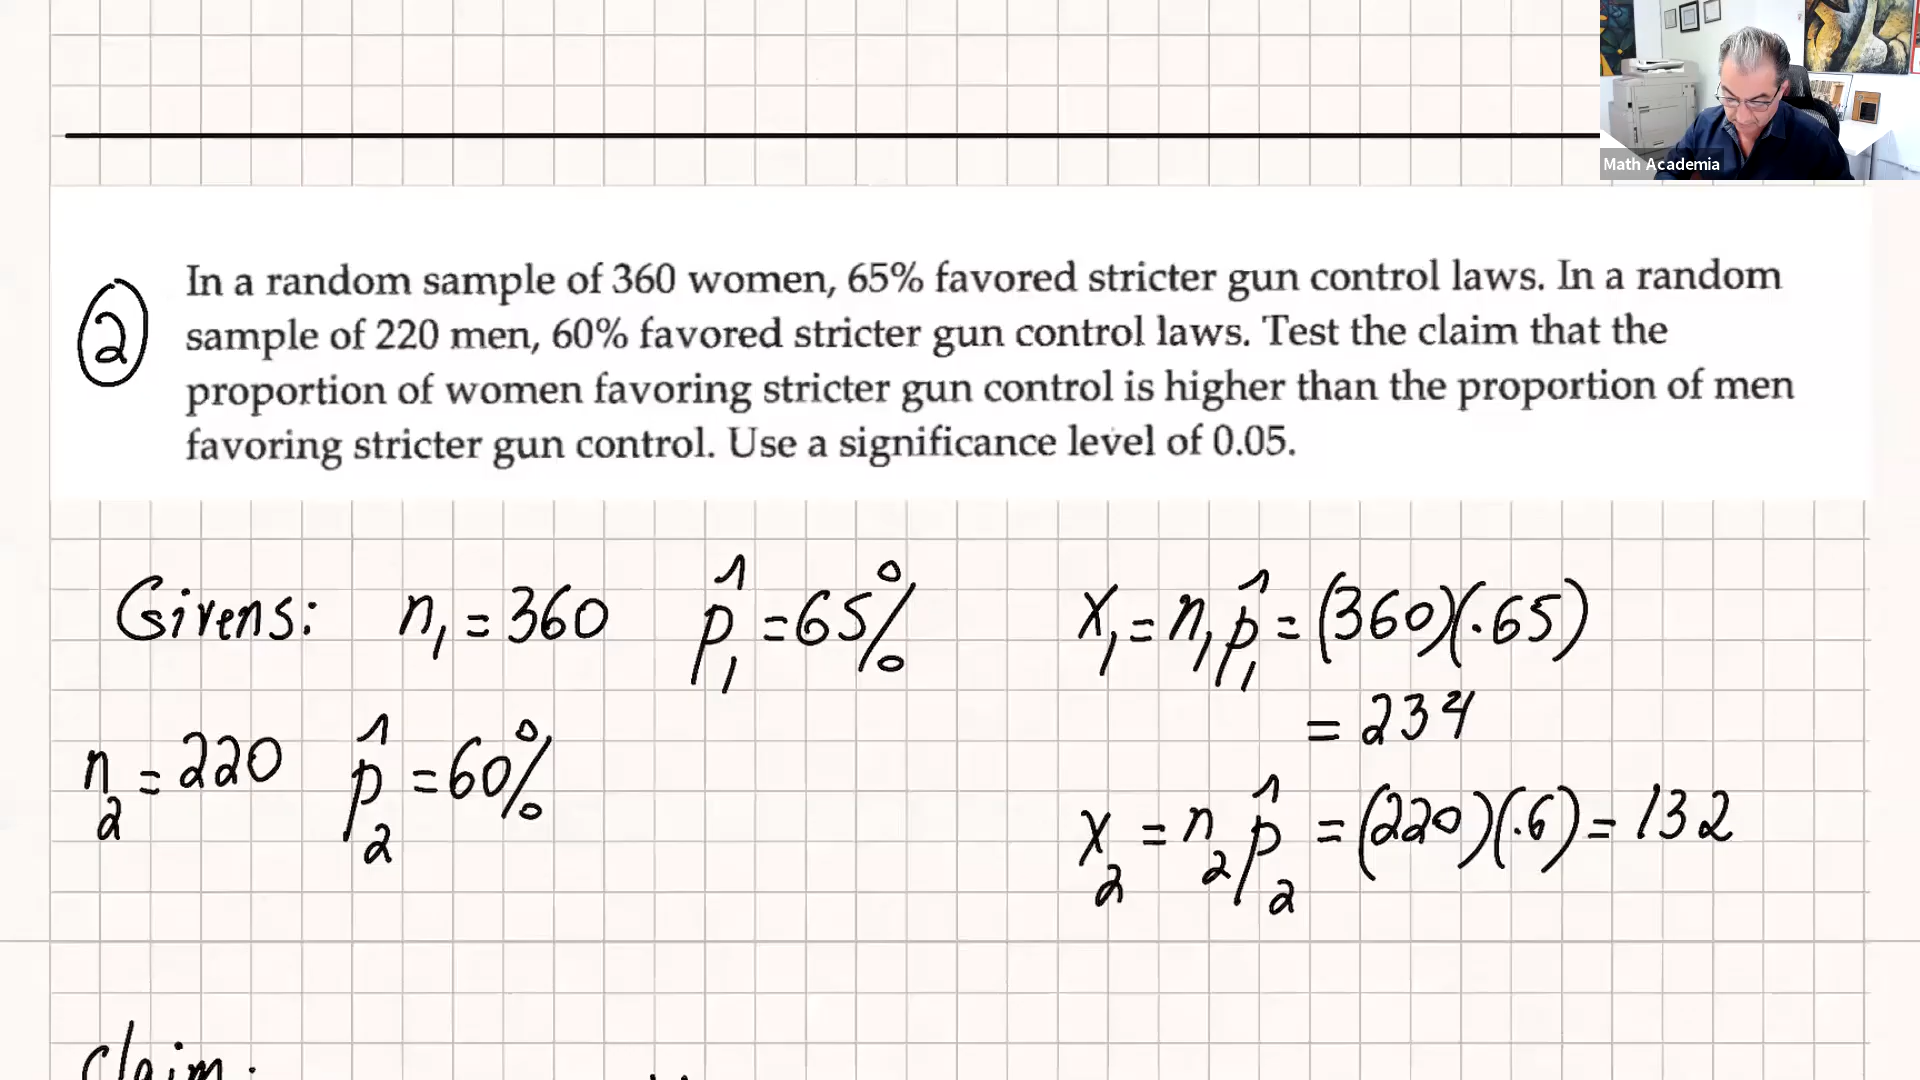 Math Academia
2
In a random sample of 360 women, 65% favored stricter gun control laws. In a random
sample of 220 men, 60% favored stricter gun control laws. Test the claim that the
proportion of women favoring stricter gun control is higher than the proportion of men
favoring stricter gun control. Use a significance level of 0.05.
Givens: n₁ = 360 p̂₁ = 65% x₁ = n₁p̂₁ = (360)(.65)
= 234
n₂ = 220 p̂₂ = 60%
x₂ = n₂p̂₂ = (220)(.6) = 132
Claim: